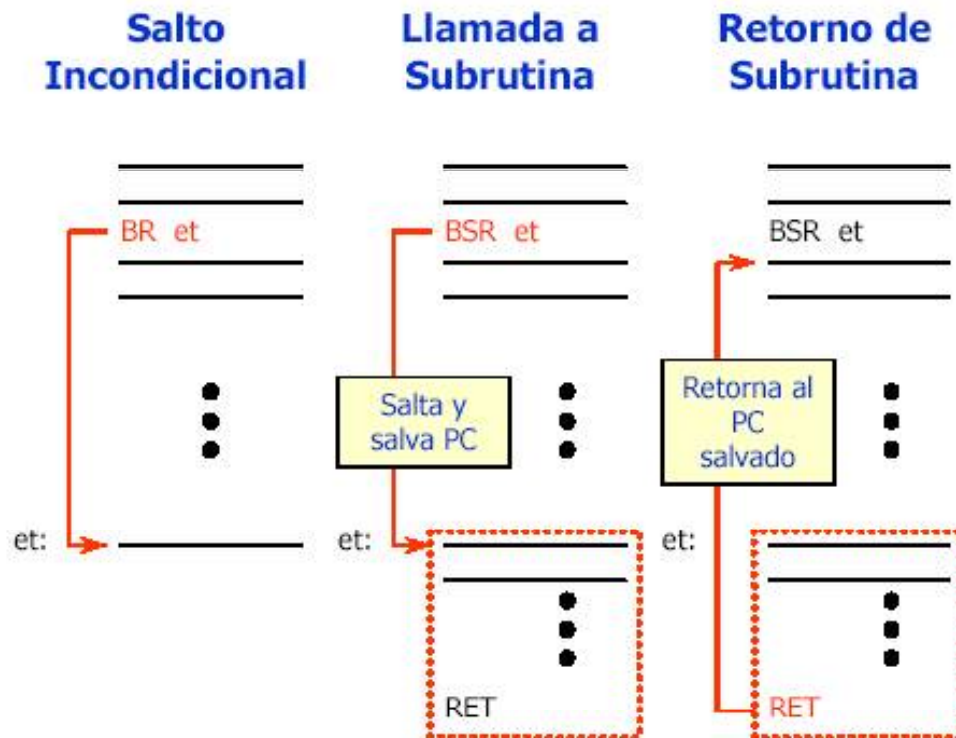 Salto
Incondicional
BR et
et:
Llamada a
Subrutina
BSR et
Salta y
salva PC
et:
RET
Retorno de
Subrutina
BSR et
Retorna al
PC
salvado
et:
RET